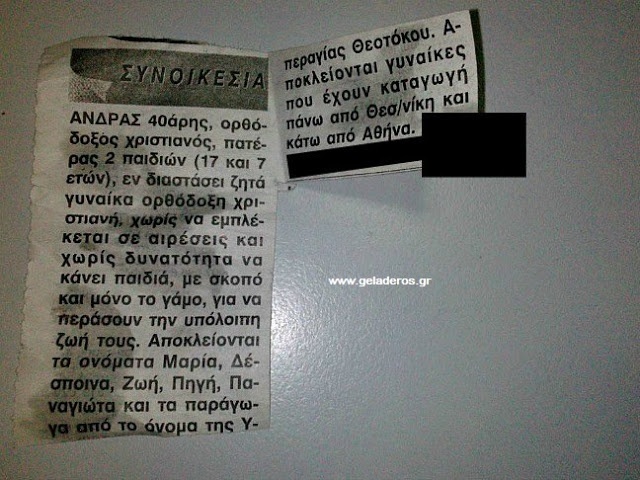 ΣΥΝΟΙΚΕΣΙΑ
ΑΝΔΡΑΣ 40άρης, ορθό-
δοξος χριστιανός, πατέ-
ρας 2 παιδιών (17 και 7
ετών), εν διαστάσει ζητά
γυναίκα ορθόδοξη χρι-
στιανή, χωρίς να εμπλέ-
κεται σε αιρέσεις και
χωρίς δυνατότητα να
κάνει παιδιά, με σκοπό
και μόνο το γάμο, για να
περάσουν την υπόλοιπη
ζωή τους. Αποκλείονται
τα ονόματα Μαρία, Δέ-
σποινα, Ζωή, Πηγή, Πα-
ναγιώτα και τα παράγω-
γα από το όνομα της Υ-
περαγίας Θεοτόκου. Α-
ποκλείονται γυναίκες
που έχουν καταγωγή
πάνω από Θεσ/νίκη και
κάτω από Αθήνα.
www.geladeros.gr